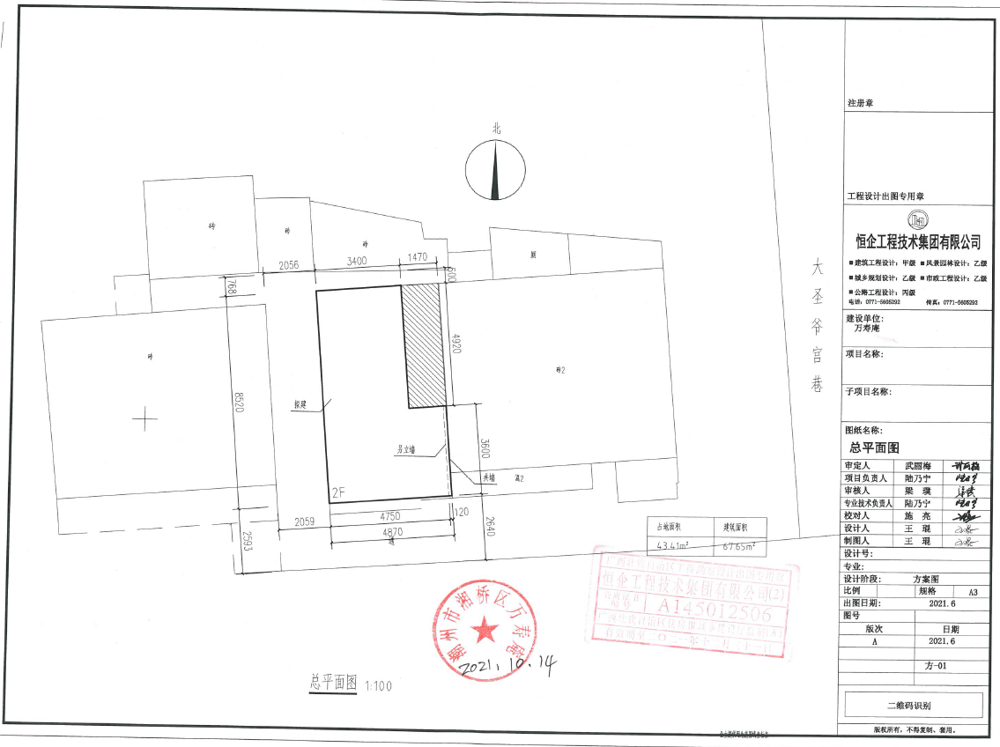 北
砖
砖
砖
厕
2056
3400
1470
600
768
大圣爷宫巷
砖
4920
砖2
拟建
8520
另立墙
3600
共墙
混2
2F
2059
4750
120
4870
2593
2640
占地面积 建筑面积
43.41m² 67.65m²
恒企工程技术集团有限公司(2)
A145012506
潮州市湘桥区万寿庵
2021.10.14
总平面图 1:100
注册章
工程设计出图专用章
恒企工程技术集团有限公司
■建筑工程设计：甲级 ■风景园林设计：乙级
■城乡规划设计：乙级 ■市政工程设计：乙级
■公路工程设计：丙级
电话：0771-5605292 传真：0771-5605292
建设单位:
万寿庵
项目名称:
子项目名称:
图纸名称:
总平面图
审定人 武丽梅
项目负责人 陆乃宁
审核人 梁璞
专业技术负责人 陆乃宁
校对人 施亮
设计人 王琨
制图人 王琨
设计号:
专业:
设计阶段: 方案图
比例 规格 A3
出图日期: 2021.6
图号
版次 日期
A 2021.6
方-01
二维码识别
版权所有，不得复制、套用。